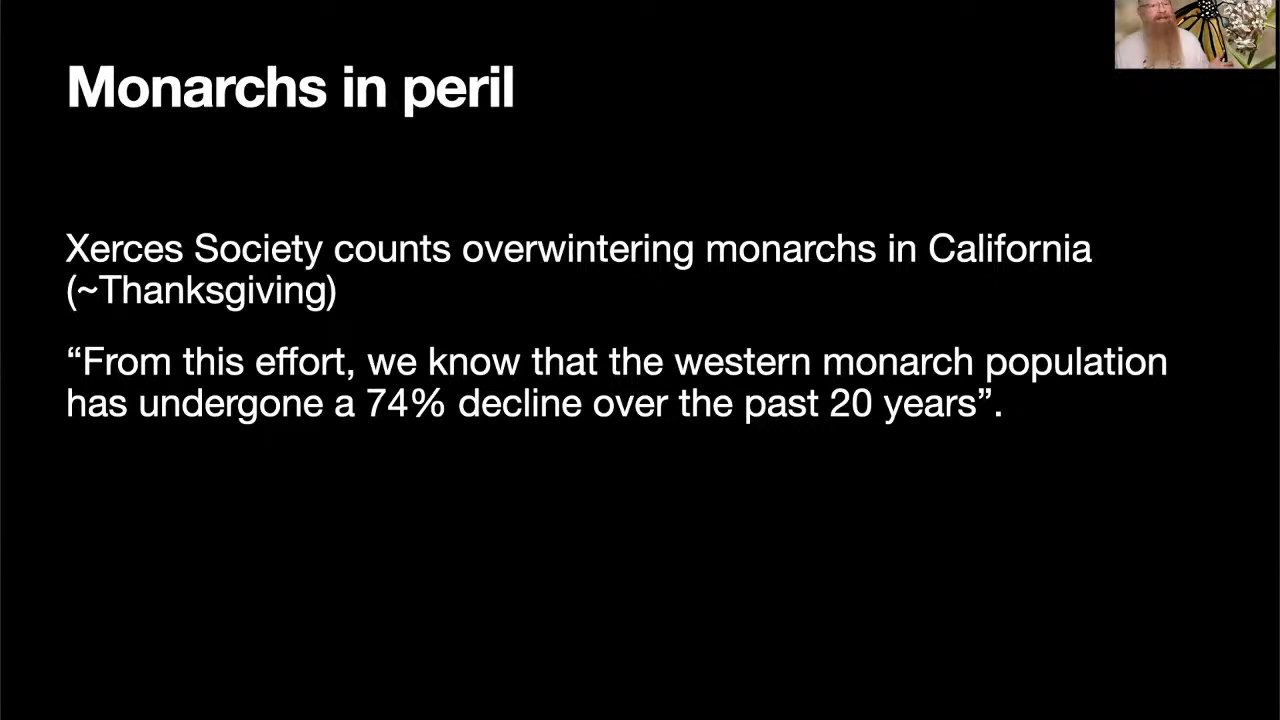 Monarchs in peril
Xerces Society counts overwintering monarchs in California
(~Thanksgiving)
“From this effort, we know that the western monarch population
has undergone a 74% decline over the past 20 years”.